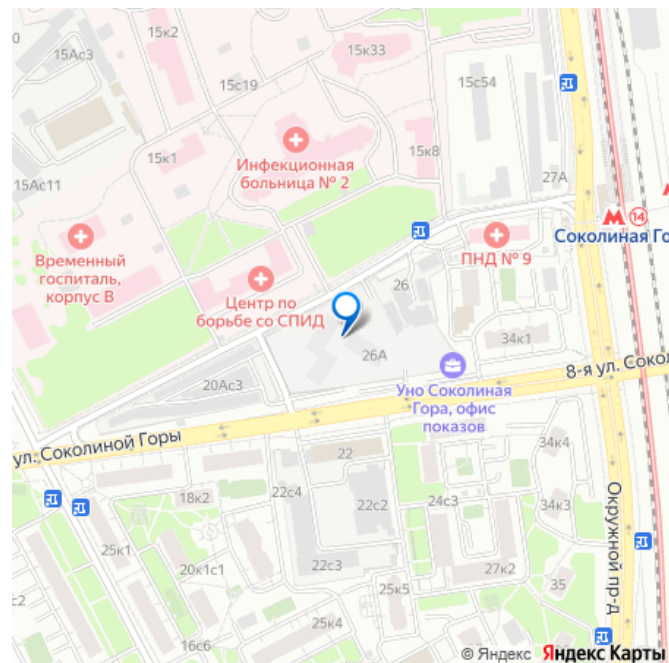 0
15к2
15к33
15Ас3
15с19
15с54
Инфекционная
больница № 2
15к1
15к8
15Ас11
27А
14
Соколиная Го
Временный
госпиталь,
корпус В
ПНД № 9
Центр по
борьбе со СПИД
26
34к1
26А
8-я ул. Сокол
20Ас3
Уно Соколиная
Гора, офис
показов
ул. Соколиной Горы
22
34к4
18к2
22с4
22с2
24с3
34к3
Окружной пр-д
25к1
20к1с1
22с3
27к2
35
с2
25к5
16с6
25к4
© Яндекс Яндекс Карты